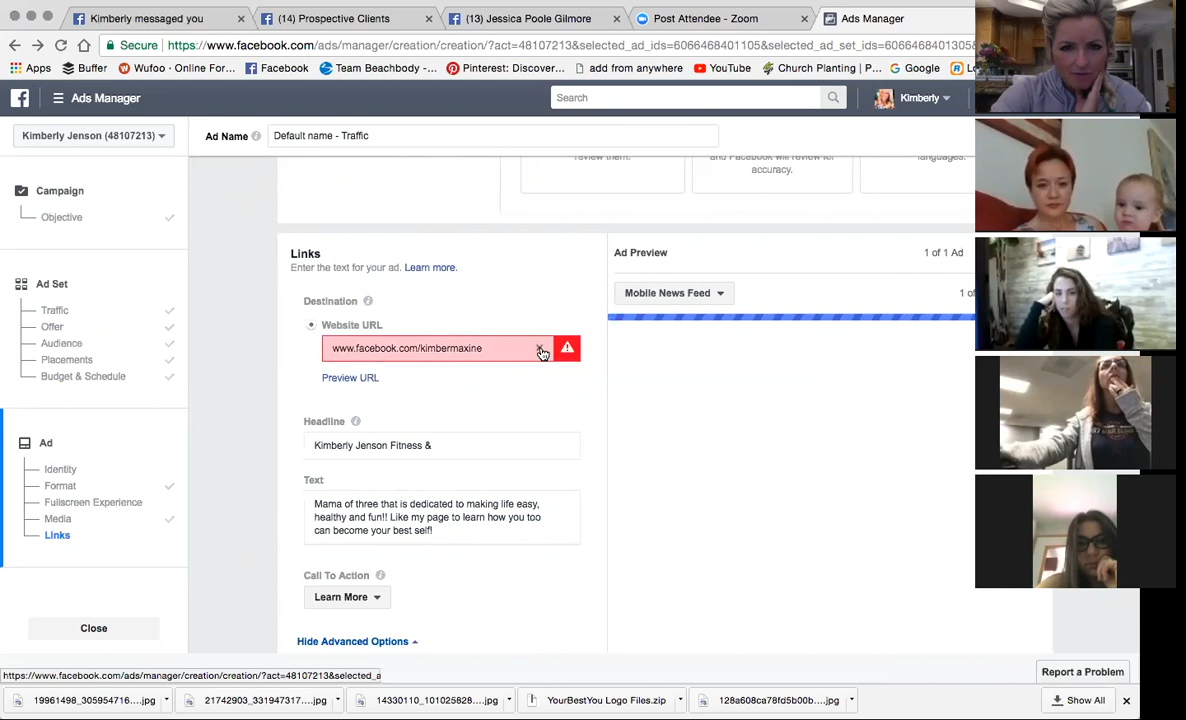 Kimberly messaged you
(14) Prospective Clients
(13) Jessica Poole Gilmore
Post Attendee - Zoom
Ads Manager
Secure https://www.facebook.com/ads/manager/creation/creation/?act=48107213&selected_ad_ids=6066468401105&selected_ad_set_ids=6066468401305
Apps Buffer Wufoo - Online For... Facebook Team Beachbody -... Pinterest: Discover... add from anywhere YouTube Church Planting | P... Google
Ads Manager
Search
Kimberly
Kimberly Jenson (48107213)
Ad Name
Default name - Traffic
review them.
and Facebook will review for
accuracy.
languages.
Campaign
Objective
Ad Set
Traffic
Offer
Audience
Placements
Budget & Schedule
Ad
Identity
Format
Fullscreen Experience
Media
Links
Close
Links
Enter the text for your ad. Learn more.
Destination
Website URL
www.facebook.com/kimbermaxine
Preview URL
Headline
Kimberly Jenson Fitness &
Text
Mama of three that is dedicated to making life easy,
healthy and fun!! Like my page to learn how you too
can become your best self!
Call To Action
Learn More
Hide Advanced Options
Ad Preview
1 of 1 Ad
Mobile News Feed
1 of
https://www.facebook.com/ads/manager/creation/creation/?act=48107213&selected_a
Report a Problem
19961498_305954716....jpg
21742903_331947317....jpg
14330110_101025828....jpg
YourBestYou Logo Files.zip
128a608ca78fd5b00b....jpg
Show All